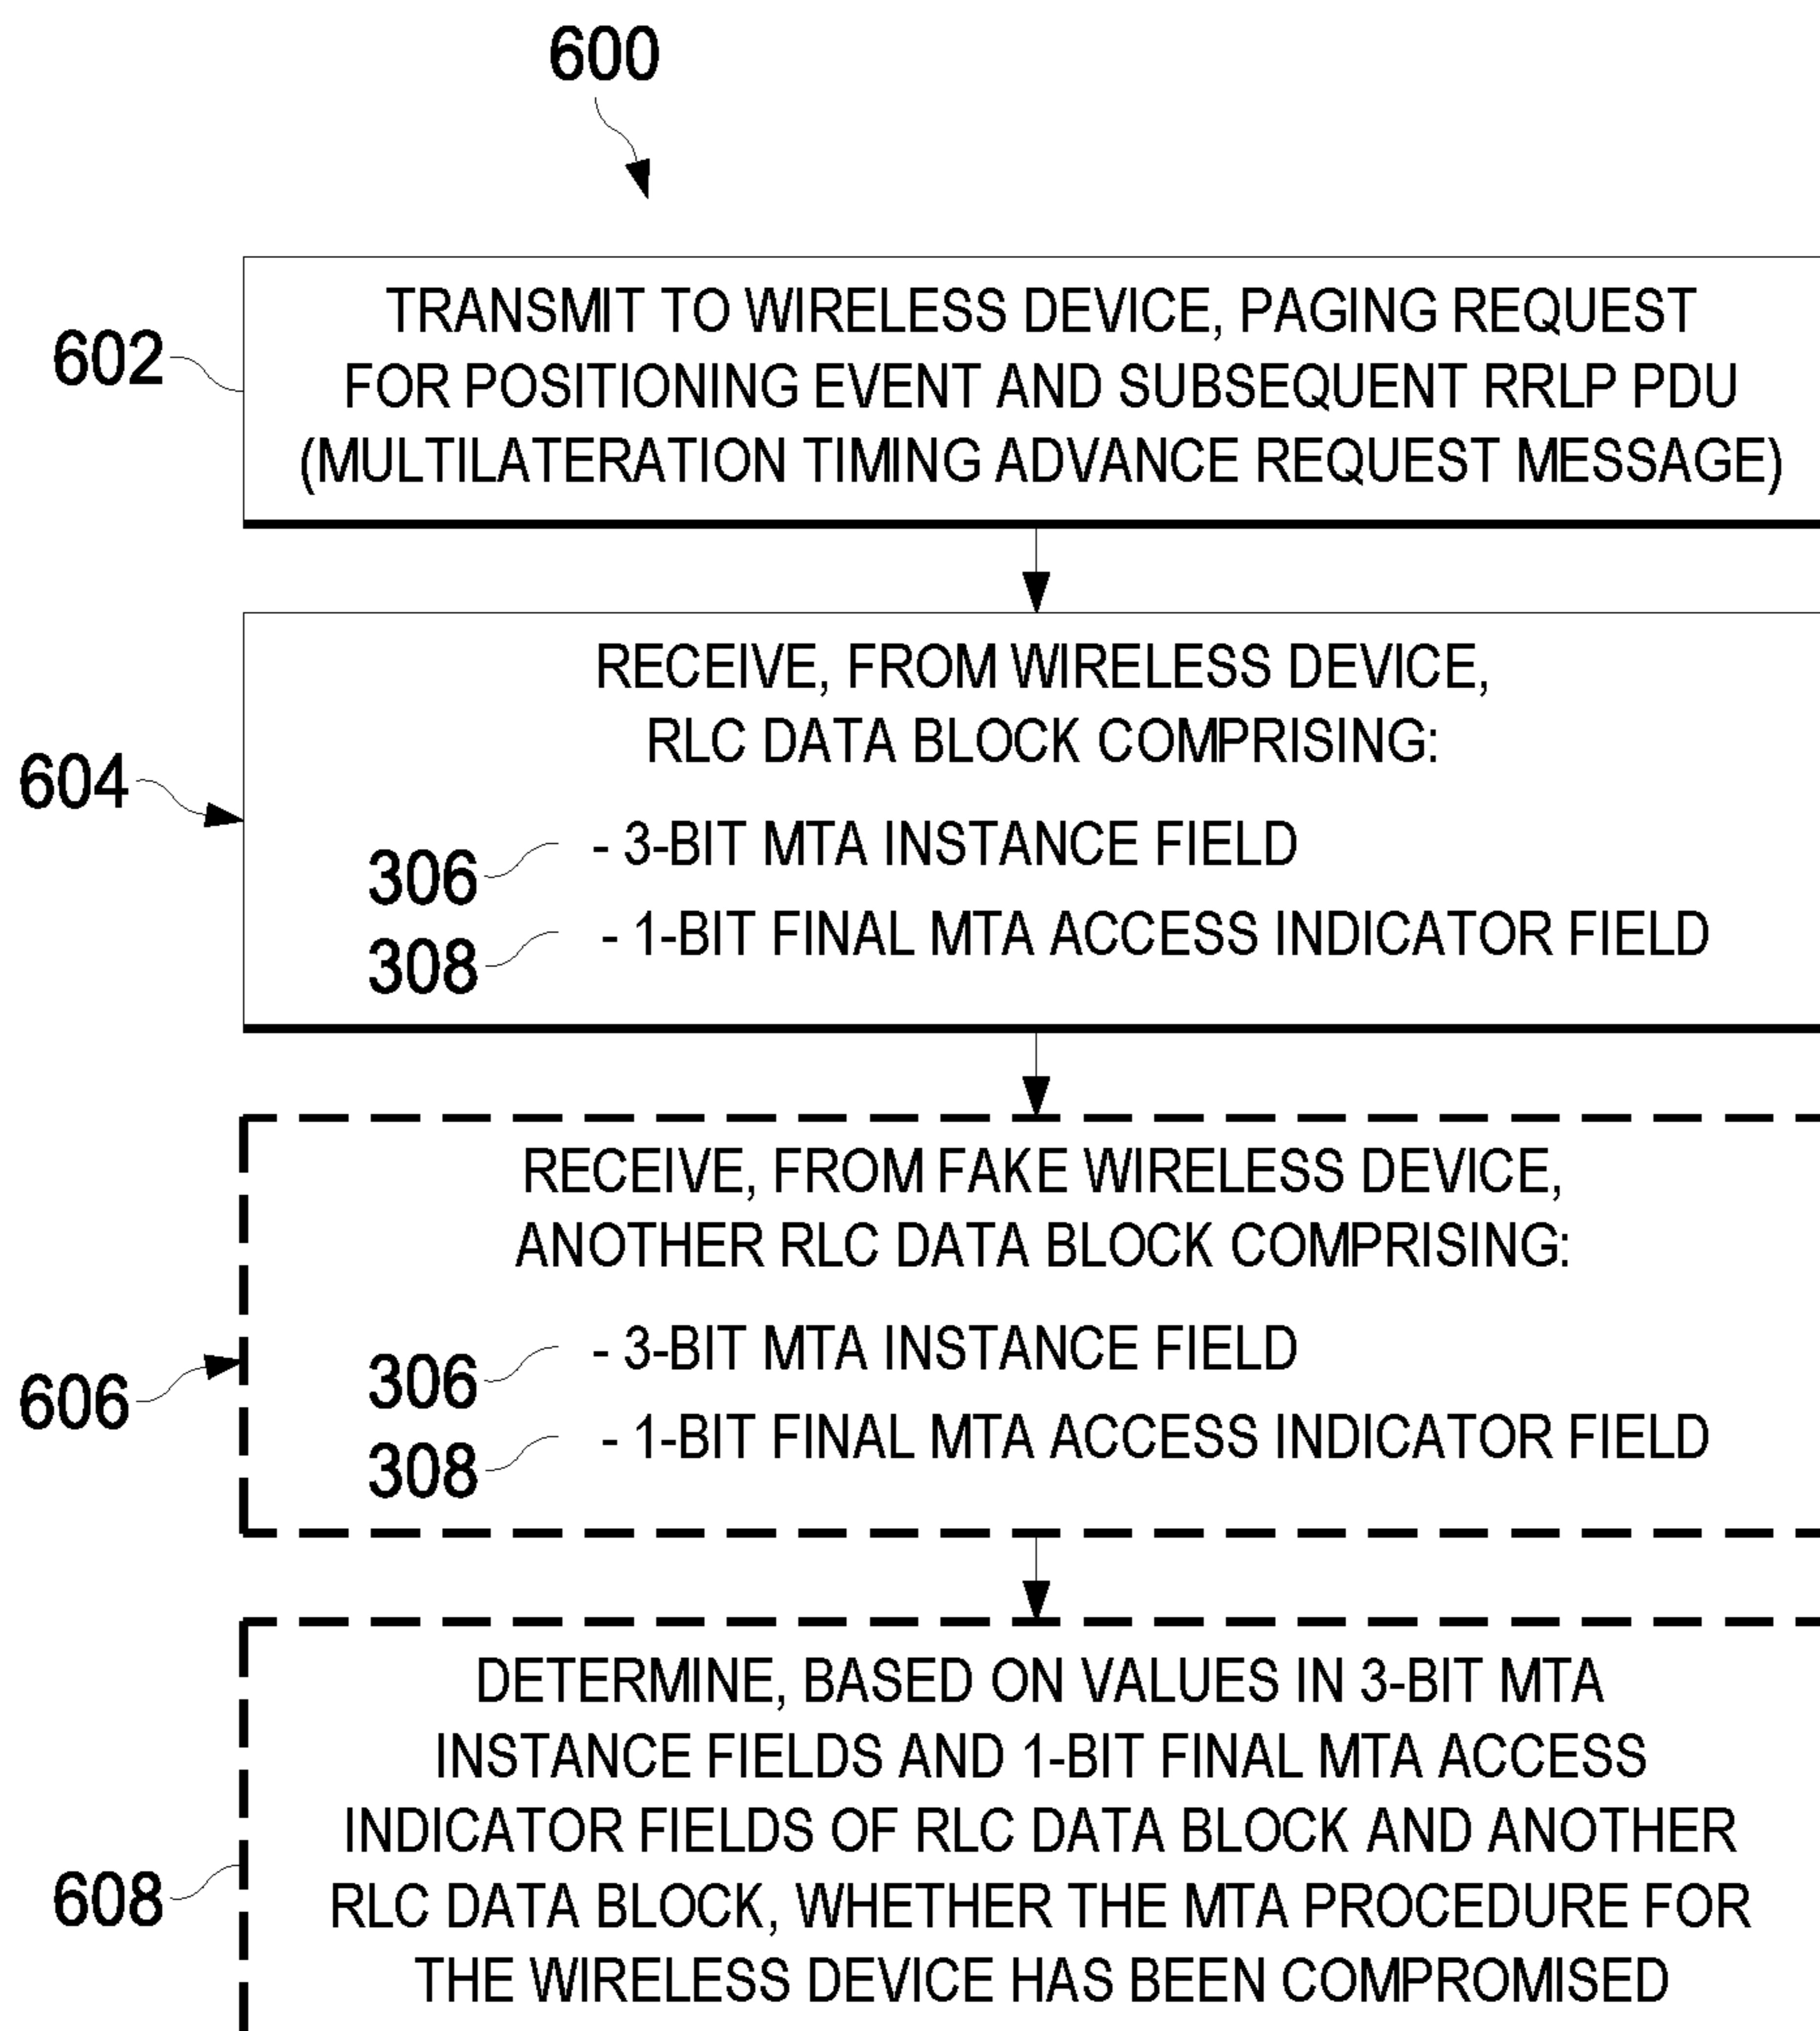 600
602
TRANSMIT TO WIRELESS DEVICE, PAGING REQUEST
FOR POSITIONING EVENT AND SUBSEQUENT RRLP PDU
(MULTILATERATION TIMING ADVANCE REQUEST MESSAGE)
604
RECEIVE, FROM WIRELESS DEVICE,
RLC DATA BLOCK COMPRISING:
306 - 3-BIT MTA INSTANCE FIELD
308 - 1-BIT FINAL MTA ACCESS INDICATOR FIELD
606
RECEIVE, FROM FAKE WIRELESS DEVICE,
ANOTHER RLC DATA BLOCK COMPRISING:
306 - 3-BIT MTA INSTANCE FIELD
308 - 1-BIT FINAL MTA ACCESS INDICATOR FIELD
608
DETERMINE, BASED ON VALUES IN 3-BIT MTA
INSTANCE FIELDS AND 1-BIT FINAL MTA ACCESS
INDICATOR FIELDS OF RLC DATA BLOCK AND ANOTHER
RLC DATA BLOCK, WHETHER THE MTA PROCEDURE FOR
THE WIRELESS DEVICE HAS BEEN COMPROMISED